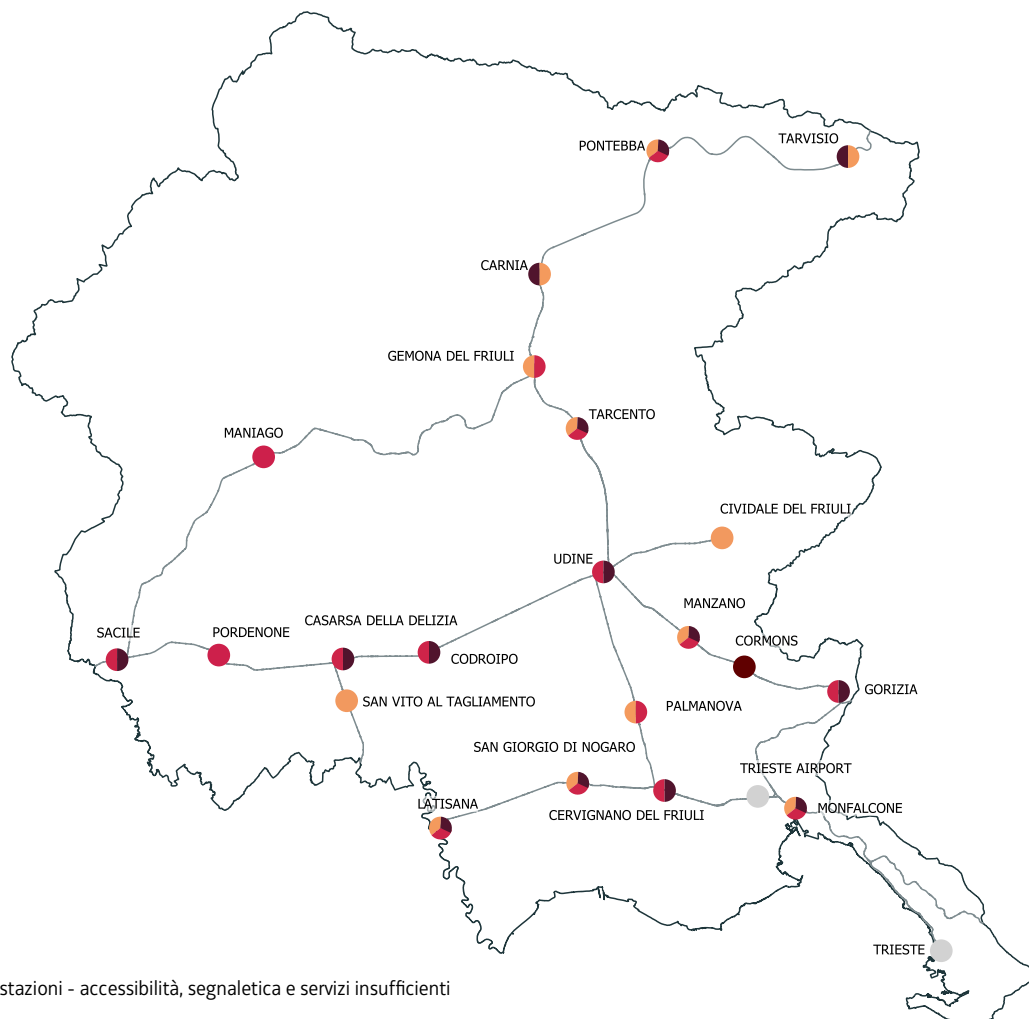 TARVISIO
PONTEBBA
CARNIA
GEMONA DEL FRIULI
TARCENTO
MANIAGO
CIVIDALE DEL FRIULI
UDINE
MANZANO
CASARSA DELLA DELIZIA
SACILE
PORDENONE
CORMONS
CODROIPO
GORIZIA
SAN VITO AL TAGLIAMENTO
PALMANOVA
SAN GIORGIO DI NOGARO
TRIESTE AIRPORT
LATISANA
MONFALCONE
CERVIGNANO DEL FRIULI
TRIESTE
stazioni - accessibilità, segnaletica e servizi insufficienti